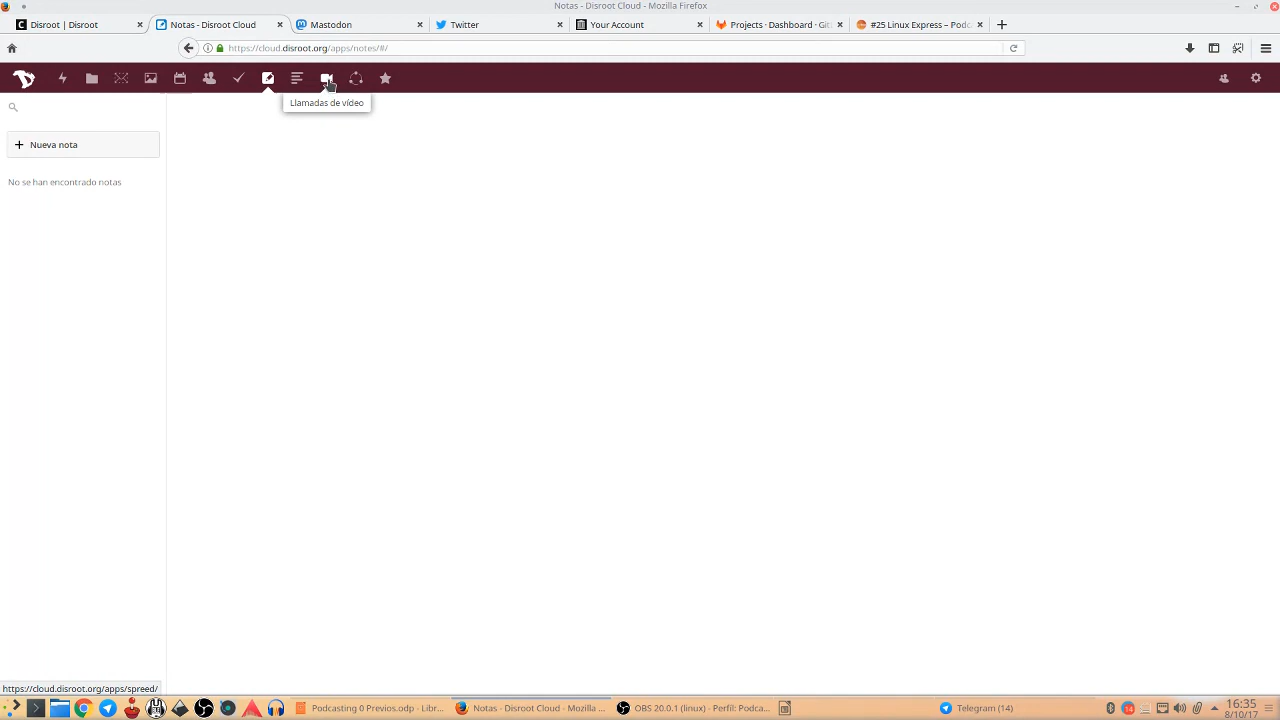 Notas - Disroot Cloud - Mozilla Firefox
Disroot | Disroot
Notas - Disroot Cloud
Mastodon
Twitter
Your Account
Projects · Dashboard · Git
#25 Linux Express – Podc
https://cloud.disroot.org/apps/notes/#/
Llamadas de vídeo
Nueva nota
No se han encontrado notas
https://cloud.disroot.org/apps/spreed/
Podcasting 0 Previos.odp - Libr...
Notas - Disroot Cloud - Mozilla ...
OBS 20.0.1 (linux) - Perfil: Podca...
Telegram (14)
14
16:35
8/10/17